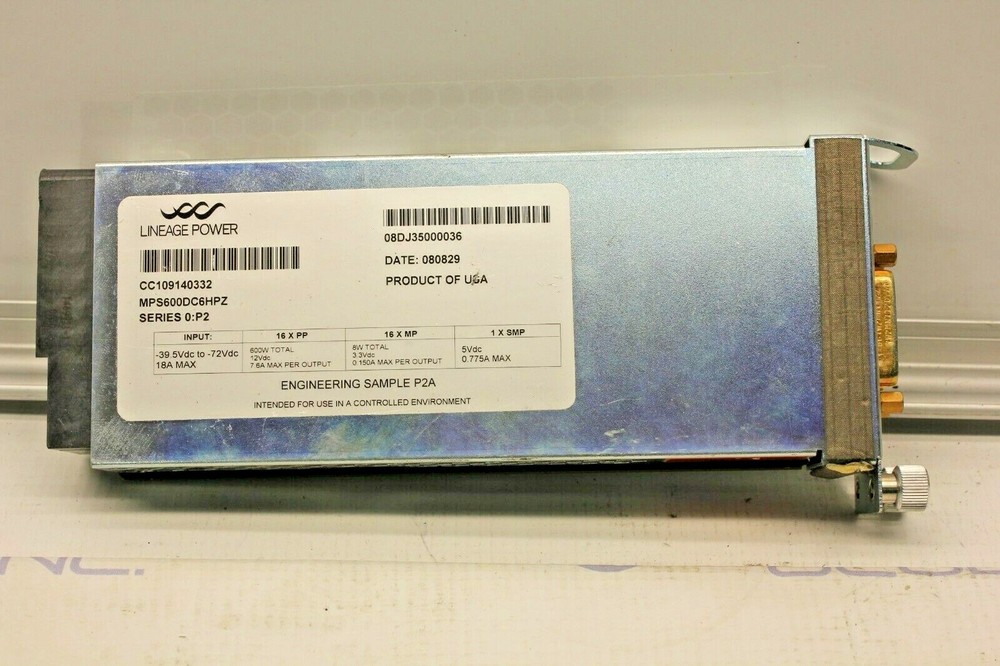 LINEAGE POWER
08DJ35000036
DATE: 080829
PRODUCT OF USA
CC109140332
MPS600DC6HPZ
SERIES 0:P2
INPUT: 16 X PP 16 X MP 1 X SMP
-39.5Vdc to -72Vdc 600W TOTAL 8W TOTAL 5Vdc
18A MAX 12Vdc 3.3Vdc 0.775A MAX
7.6A MAX PER OUTPUT 0.150A MAX PER OUTPUT
ENGINEERING SAMPLE P2A
INTENDED FOR USE IN A CONTROLLED ENVIRONMENT